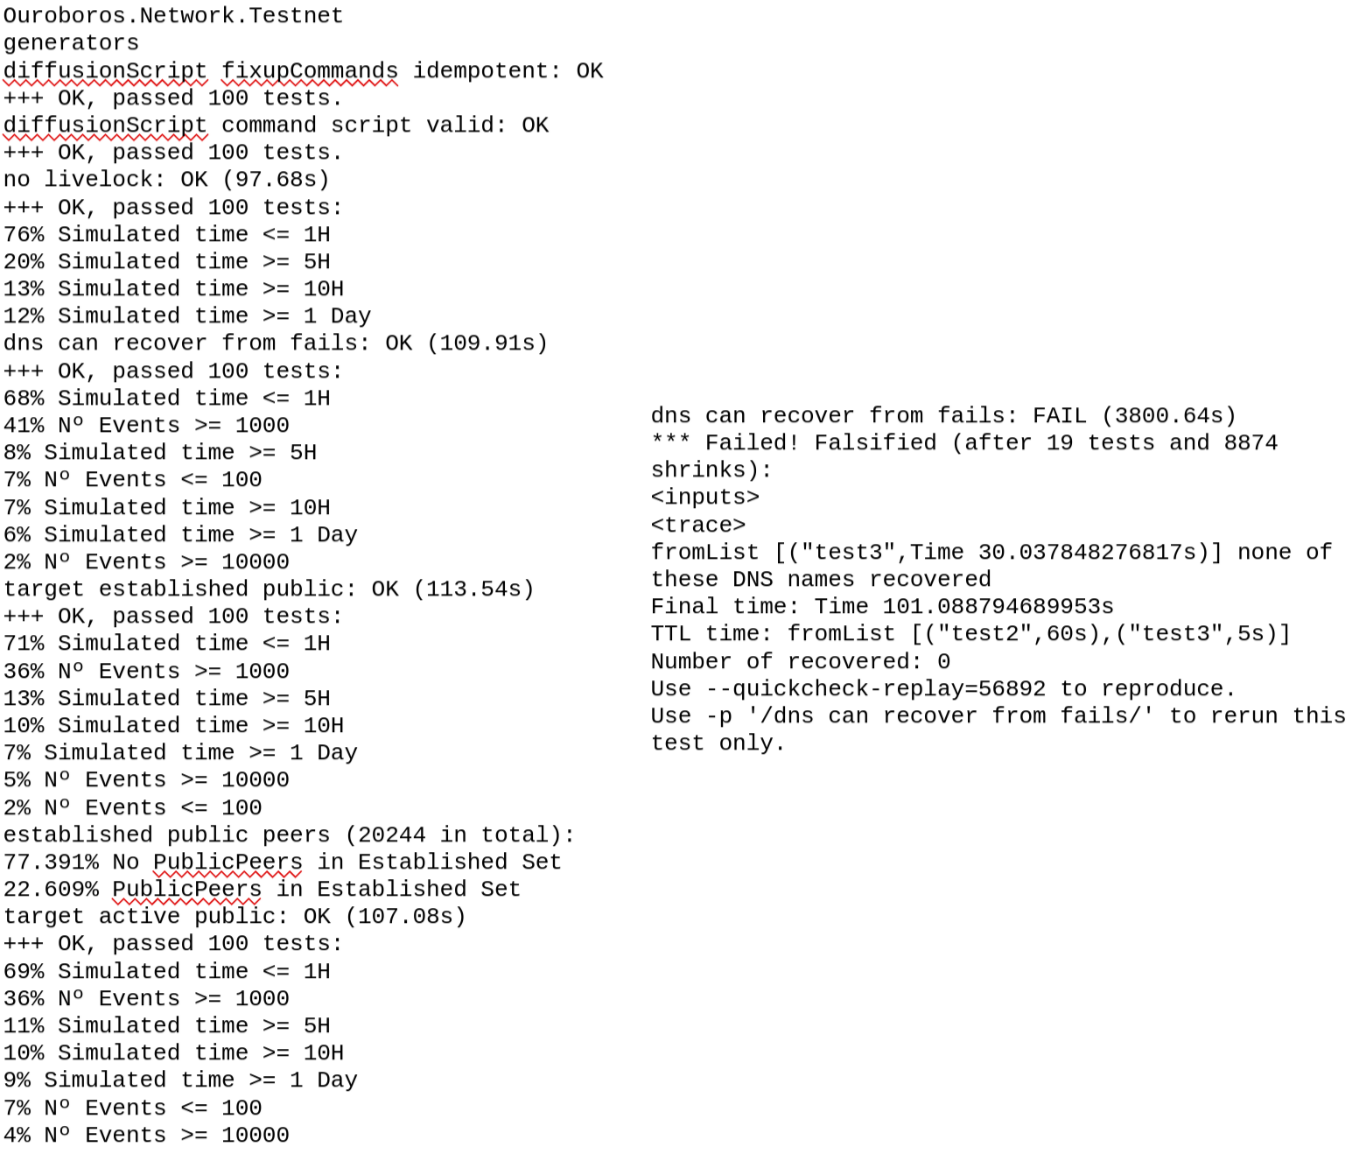 Ouroboros.Network.Testnet
generators
diffusionScript fixupCommands idempotent: OK
+++ OK, passed 100 tests.
diffusionScript command script valid: OK
+++ OK, passed 100 tests.
no livelock: OK (97.68s)
+++ OK, passed 100 tests:
76% Simulated time <= 1H
20% Simulated time >= 5H
13% Simulated time >= 10H
12% Simulated time >= 1 Day
dns can recover from fails: OK (109.91s)
+++ OK, passed 100 tests:
68% Simulated time <= 1H
41% Nº Events >= 1000
8% Simulated time >= 5H
7% Nº Events <= 100
7% Simulated time >= 10H
6% Simulated time >= 1 Day
2% Nº Events >= 10000
target established public: OK (113.54s)
+++ OK, passed 100 tests:
71% Simulated time <= 1H
36% Nº Events >= 1000
13% Simulated time >= 5H
10% Simulated time >= 10H
7% Simulated time >= 1 Day
5% Nº Events >= 10000
2% Nº Events <= 100
established public peers (20244 in total):
77.391% No PublicPeers in Established Set
22.609% PublicPeers in Established Set
target active public: OK (107.08s)
+++ OK, passed 100 tests:
69% Simulated time <= 1H
36% Nº Events >= 1000
11% Simulated time >= 5H
10% Simulated time >= 10H
9% Simulated time >= 1 Day
7% Nº Events <= 100
4% Nº Events >= 10000
dns can recover from fails: FAIL (3800.64s)
*** Failed! Falsified (after 19 tests and 8874
shrinks):
<inputs>
<trace>
fromList [("test3",Time 30.037848276817s)] none of
these DNS names recovered
Final time: Time 101.088794689953s
TTL time: fromList [("test2",60s),("test3",5s)]
Number of recovered: 0
Use --quickcheck-replay=56892 to reproduce.
Use -p '/dns can recover from fails/' to rerun this
test only.